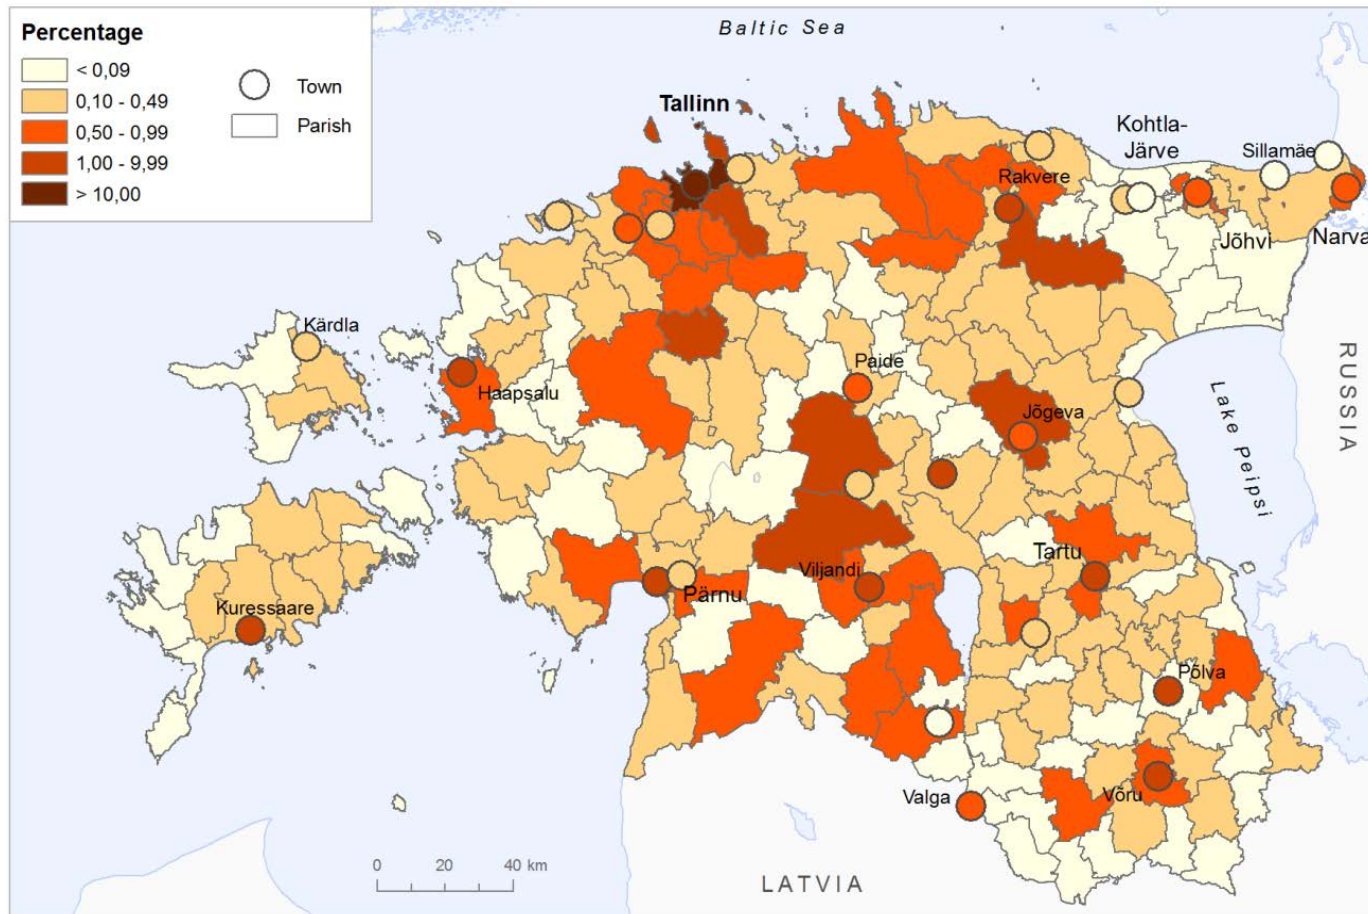 Percentage
< 0,09
0,10 - 0,49
0,50 - 0,99
1,00 - 9,99
> 10,00
Town
Parish
Baltic Sea
Tallinn
Kohtla-
Järve
Sillamäe
Rakvere
Jõhvi
Narva
Kärdla
Haapsalu
Paide
Jõgeva
Lake Peipsi
RUSSIA
Tartu
Viljandi
Pärnu
Kuressaare
Põlva
Võru
Valga
0 20 40 km
LATVIA